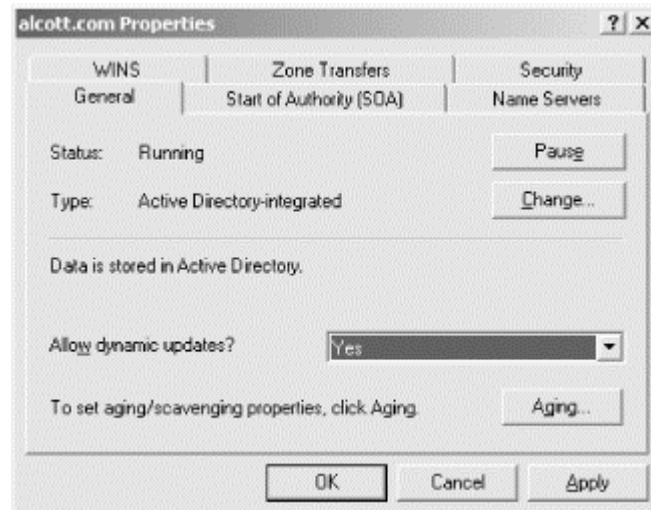 alcott.com Properties
WINS Zone Transfers Security
General Start of Authority (SOA) Name Servers
Status: Running Pause
Type: Active Directory-integrated Change...
Data is stored in Active Directory.
Allow dynamic updates? Yes
To set aging/scavenging properties, click Aging. Aging...
OK Cancel Apply